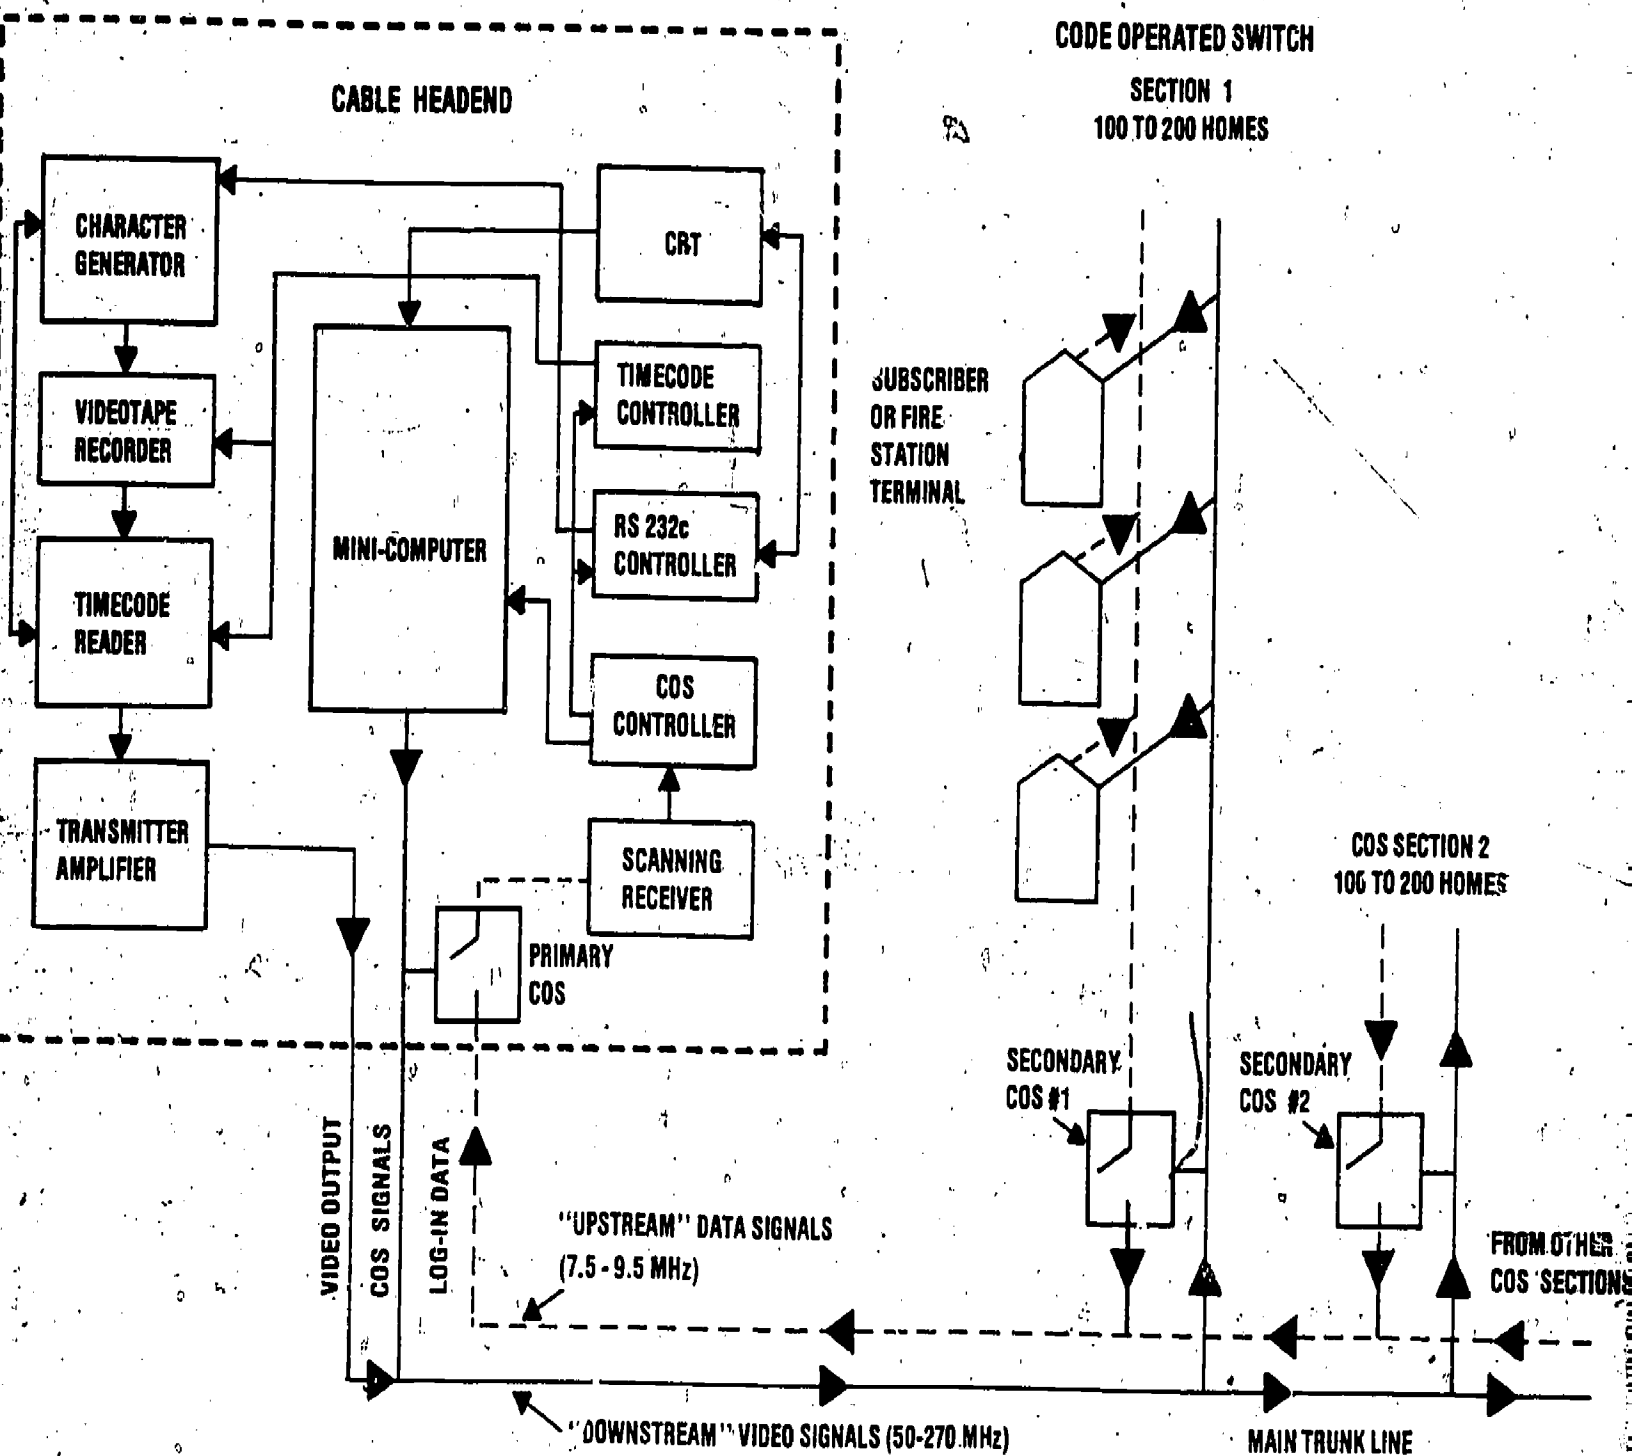 CODE OPERATED SWITCH
SECTION 1
100 TO 200 HOMES
CABLE HEADEND
CHARACTER
GENERATOR
CRT
VIDEOTAPE
RECORDER
TIMECODE
CONTROLLER
MINI-COMPUTER
RS 232c
CONTROLLER
TIMECODE
READER
COS
CONTROLLER
TRANSMITTER
AMPLIFIER
SCANNING
RECEIVER
PRIMARY
COS
SUBSCRIBER
OR FIRE
STATION
TERMINAL
COS SECTION 2
100 TO 200 HOMES
SECONDARY
COS #1
SECONDARY
COS #2
VIDEO OUTPUT
COS SIGNALS
LOG-IN DATA
"UPSTREAM" DATA SIGNALS
(7.5 - 9.5 MHz)
FROM OTHER
COS SECTIONS
"DOWNSTREAM" VIDEO SIGNALS (50-270 MHz)
MAIN TRUNK LINE